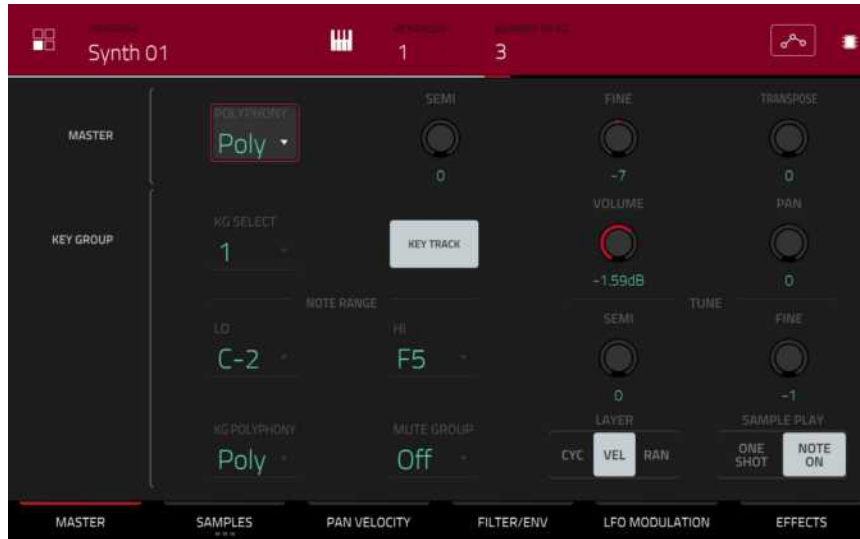 Synth 01
1
3
SEMI FINE TRANSPOSE
MASTER
POLYPHONY
Poly
0 -7 0
VOLUME PAN
KEY GROUP
KG SELECT
1
KEY TRACK
-1.59dB 0
NOTE RANGE TUNE
LO HI SEMI FINE
C-2 F5
0 -1
KG POLYPHONY MUTE GROUP LAYER SAMPLE PLAY
Poly Off
CYC VEL RAN
ONE SHOT
NOTE ON
MASTER SAMPLES PAN VELOCITY FILTER/ENV LFO MODULATION EFFECTS